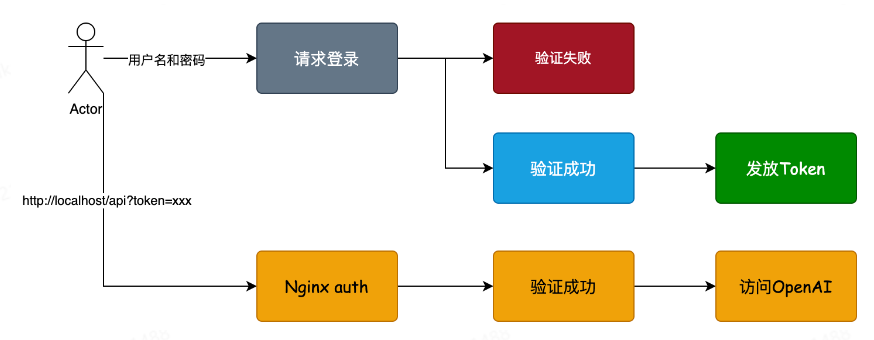 用户名和密码
请求登录
验证失败
Actor
验证成功
发放Token
http://localhost/api?token=xxx
Nginx auth
验证成功
访问OpenAI